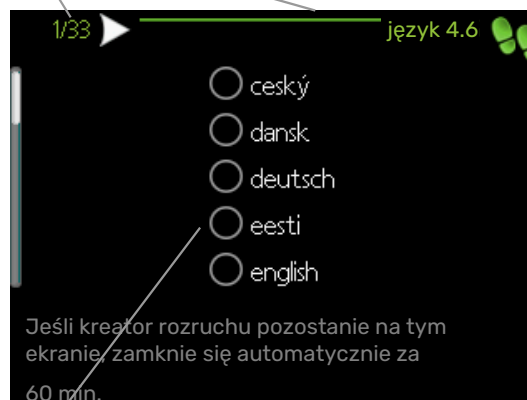 1/33
język 4.6
ceský
dansk
deutsch
eesti
english
Jeśli kreator rozruchu pozostanie na tym
ekranie, zamknie się automatycznie za
60 min.